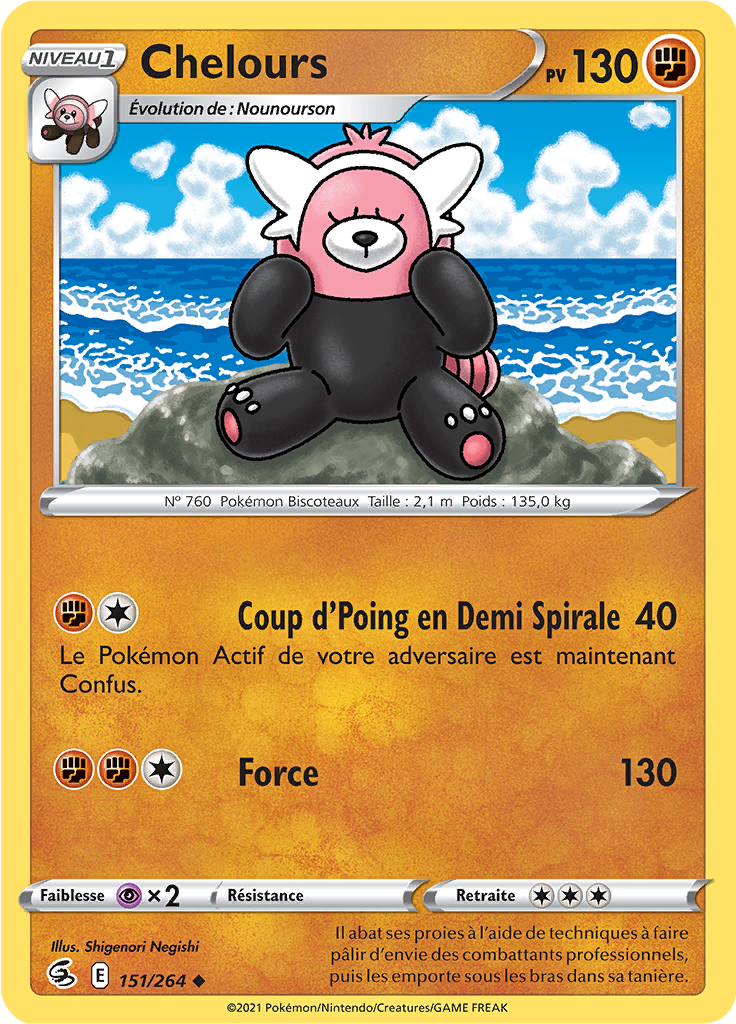 NIVEAU 1
Chelours
PV 130
Évolution de : Nounourson
N° 760 Pokémon Biscoteaux Taille : 2,1 m Poids : 135,0 kg
Coup d'Poing en Demi Spirale 40
Le Pokémon Actif de votre adversaire est maintenant
Confus.
Force 130
Faiblesse ×2 Résistance Retraite
Illus. Shigenori Negishi
E 151/264
Il abat ses proies à l'aide de techniques à faire
pâlir d'envie des combattants professionnels,
puis les emporte sous les bras dans sa tanière.
©2021 Pokémon/Nintendo/Creatures/GAME FREAK